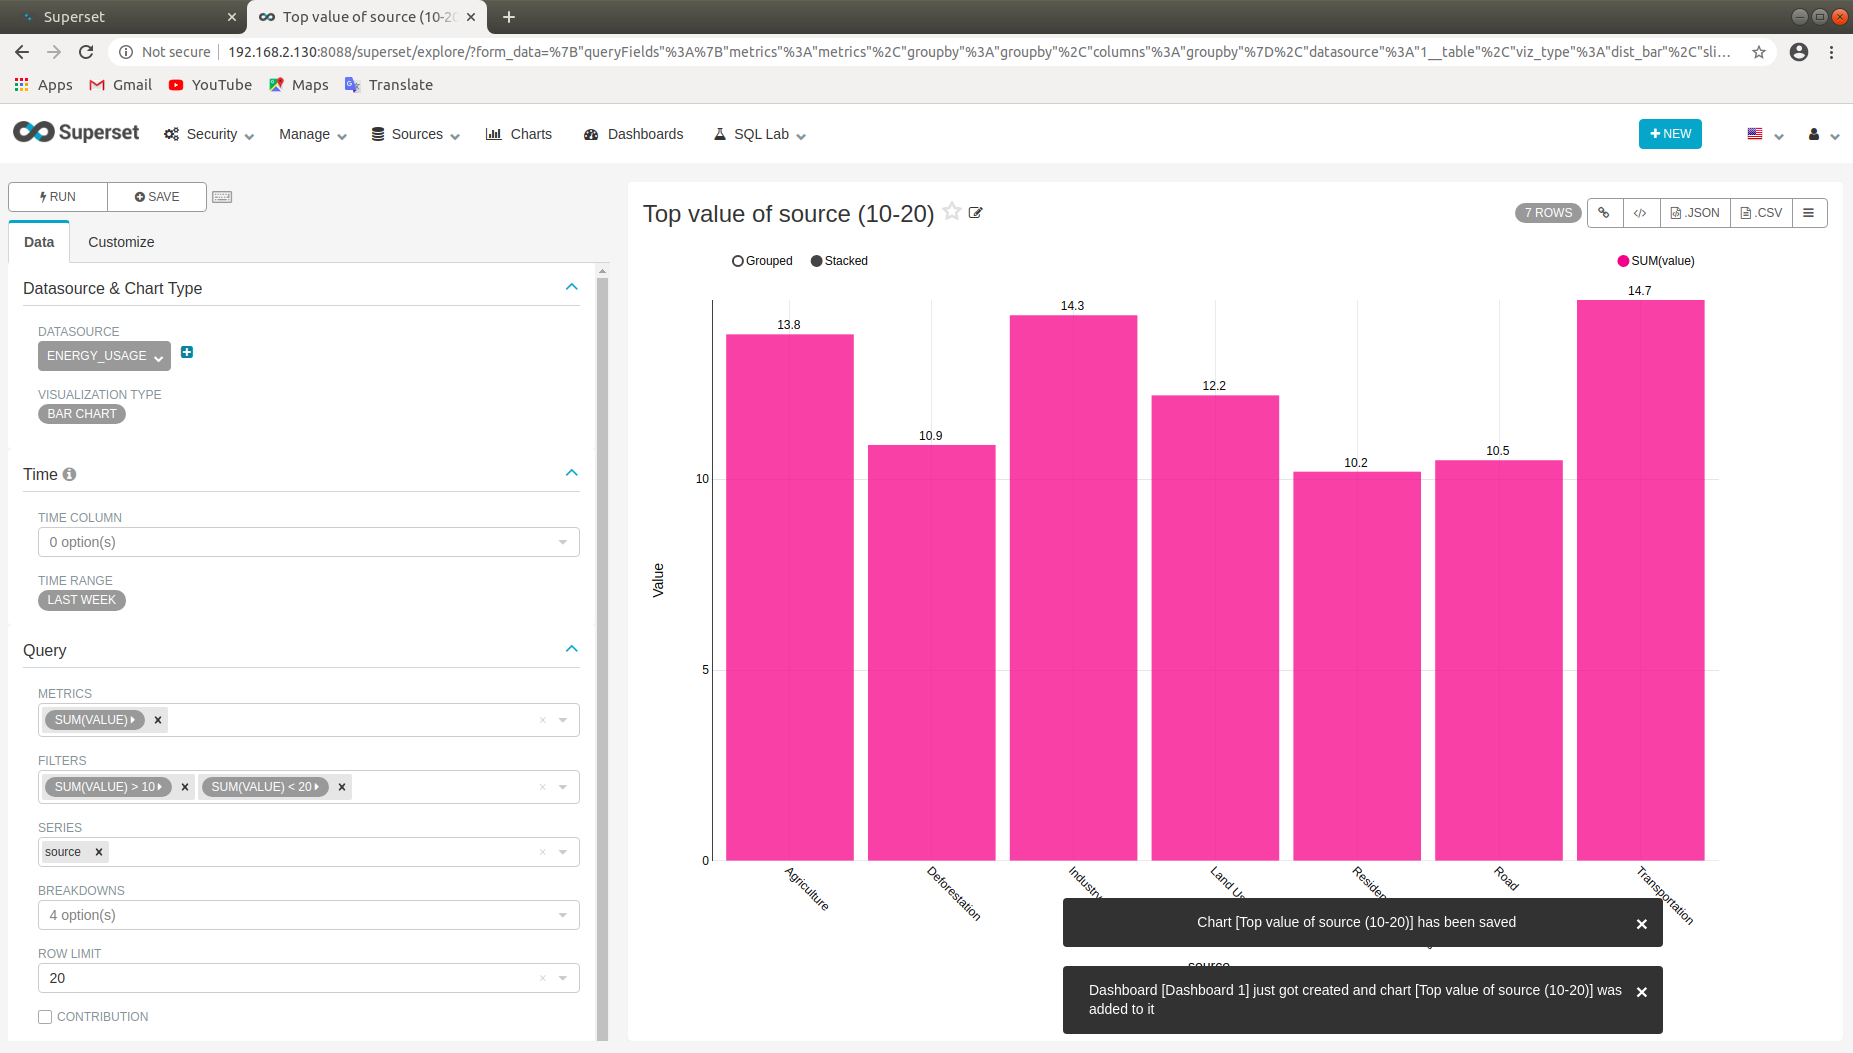 Superset
Top value of source (10-20
Not secure
192.168.2.130:8088/superset/explore/?form_data=%7B"queryFields"%3A%7B"metrics"%3A"metrics"%2C"groupby"%3A"groupby"%2C"columns"%3A"groupby"%7D%2C"datasource"%3A"1__table"%2C"viz_type"%3A"dist_bar"%2C"sli...
Apps
Gmail
YouTube
Maps
Translate
Superset
Security
Manage
Sources
Charts
Dashboards
SQL Lab
NEW
RUN
SAVE
Data
Customize
Datasource & Chart Type
DATASOURCE
ENERGY_USAGE
VISUALIZATION TYPE
BAR CHART
Time
TIME COLUMN
0 option(s)
TIME RANGE
LAST WEEK
Query
METRICS
SUM(VALUE)
FILTERS
SUM(VALUE) > 10
SUM(VALUE) < 20
SERIES
source
BREAKDOWNS
4 option(s)
ROW LIMIT
20
CONTRIBUTION
Top value of source (10-20)
7 ROWS
</>
.JSON
.CSV
Grouped
Stacked
SUM(value)
13.8
10.9
14.3
12.2
10.2
10.5
14.7
10
5
0
Value
Agriculture
Deforestation
Industry
Land Us
Residen
Road
Transportation
source
Chart [Top value of source (10-20)] has been saved
Dashboard [Dashboard 1] just got created and chart [Top value of source (10-20)] was
added to it